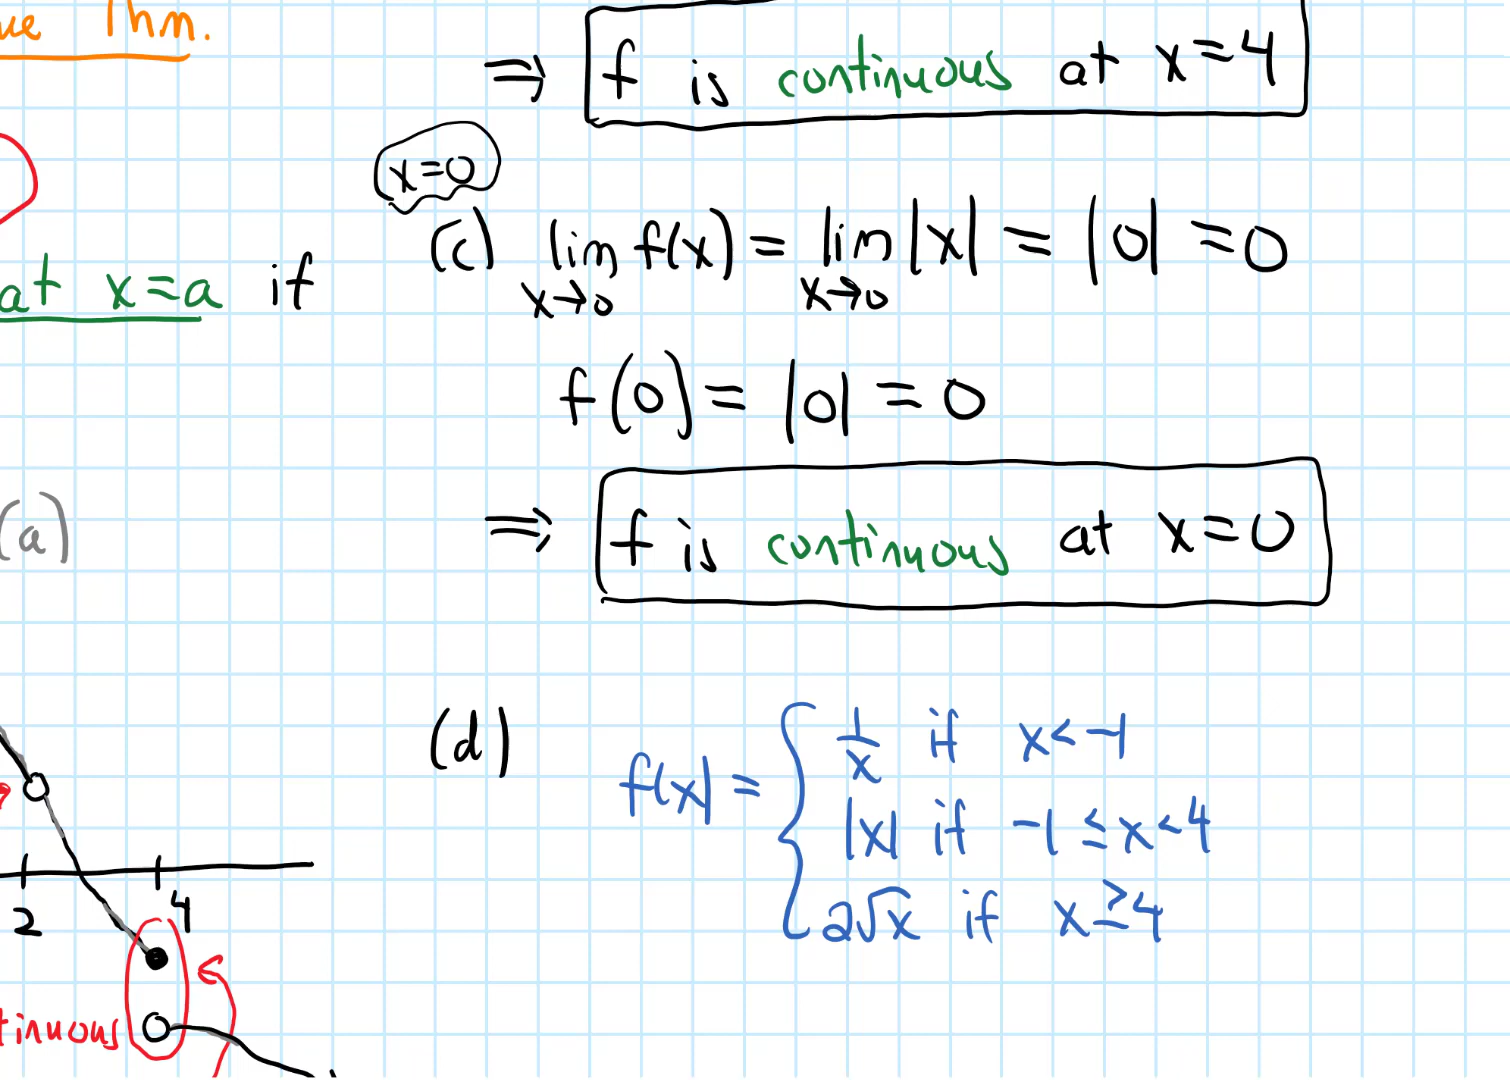 ue Thm.
⇒ f is continuous at x=4
x=0
(c) lim x→0 f(x) = lim x→0 |x| = |0| = 0
at x=a if
f(0) = |0| = 0
(a)
⇒ f is continuous at x=0
(d) f(x) = { 1/x if x < -1
|x| if -1 ≤ x < 4
2√x if x ≥ 4
2 4
tinuous